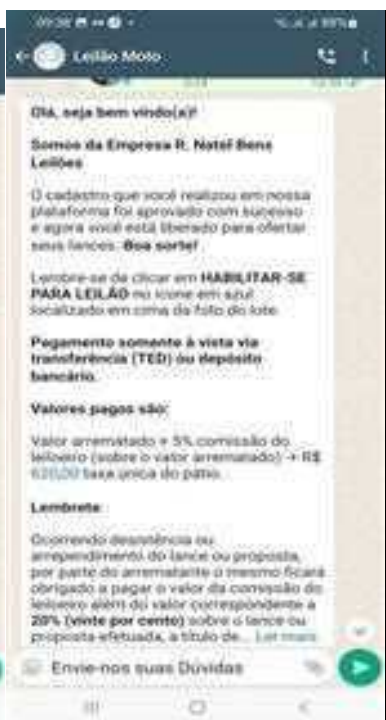 09:38
Leilão Moto
Olá, seja bem vindo(a)!
Somos da Empresa R. Natel Bens
Leilões
O cadastro que você realizou em nossa
plataforma foi aprovado com sucesso
e agora você está liberado para ofertar
seus lances. Boa sorte!
Lembre-se de clicar em HABILITAR-SE
PARA LEILÃO no ícone em azul
localizado em cima da foto do lote.
Pagamento somente à vista via
transferência (TED) ou depósito
bancário.
Valores pagos são:
Valor arrematado + 5% comissão do
leiloeiro (sobre o valor arrematado) + R$
620,00 taxa única do pátio.
Lembrete
Ocorrendo desistência ou
arrependimento do lance ou proposta,
por parte do arrematante o mesmo ficará
obrigado a pagar o valor da comissão do
leiloeiro além do valor correspondente a
20% (vinte por cento) sobre o lance ou
proposta efetuada, a título de... Ler mais
Envie-nos suas Dúvidas